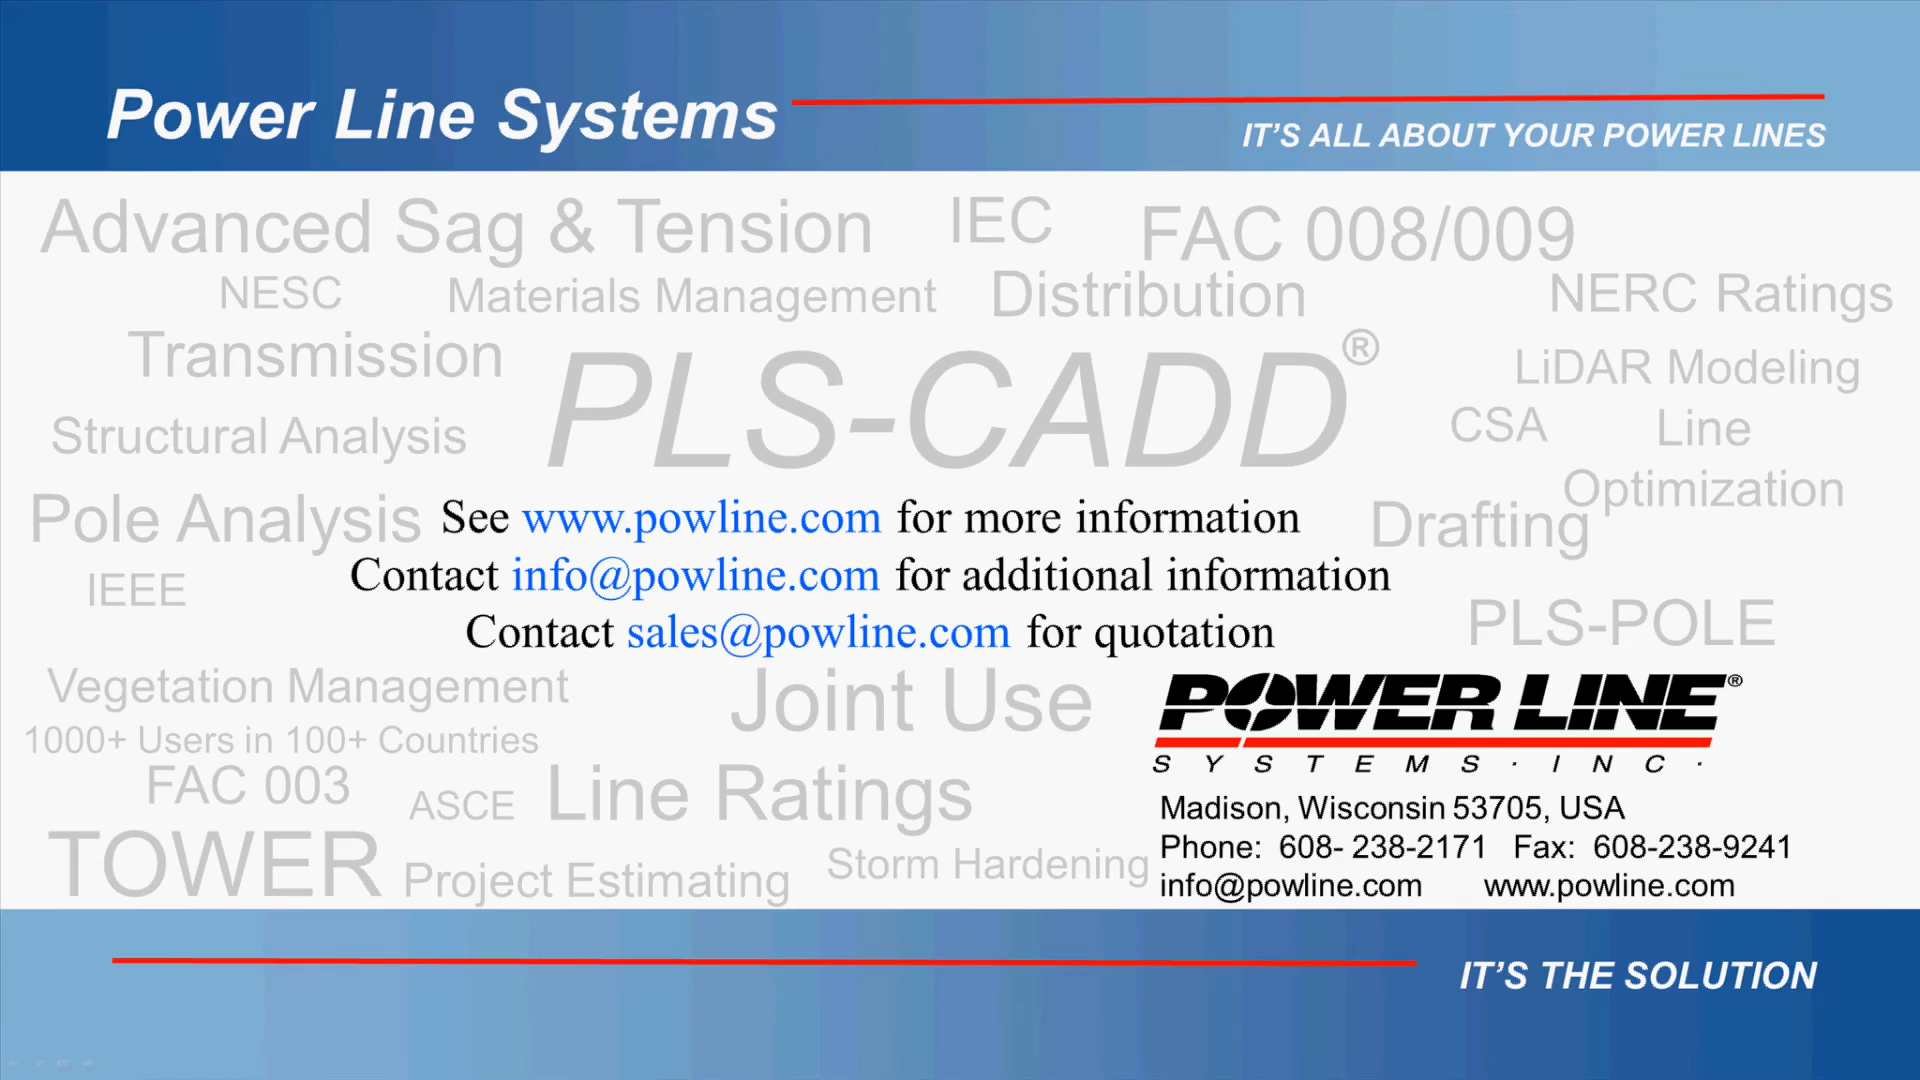 Power Line Systems
IT'S ALL ABOUT YOUR POWER LINES
Advanced Sag & Tension
IEC
FAC 008/009
NESC
Materials Management
Distribution
NERC Ratings
Transmission
PLS-CADD®
LiDAR Modeling
Structural Analysis
CSA
Line
Optimization
Pole Analysis
See www.powline.com for more information
Drafting
IEEE
Contact info@powline.com for additional information
Contact sales@powline.com for quotation
PLS-POLE
Vegetation Management
Joint Use
POWER LINE®
SYSTEMS·INC·
1000+ Users in 100+ Countries
FAC 003
ASCE
Line Ratings
Madison, Wisconsin 53705, USA
Phone: 608- 238-2171 Fax: 608-238-9241
TOWER
Project Estimating
Storm Hardening
info@powline.com www.powline.com
IT'S THE SOLUTION